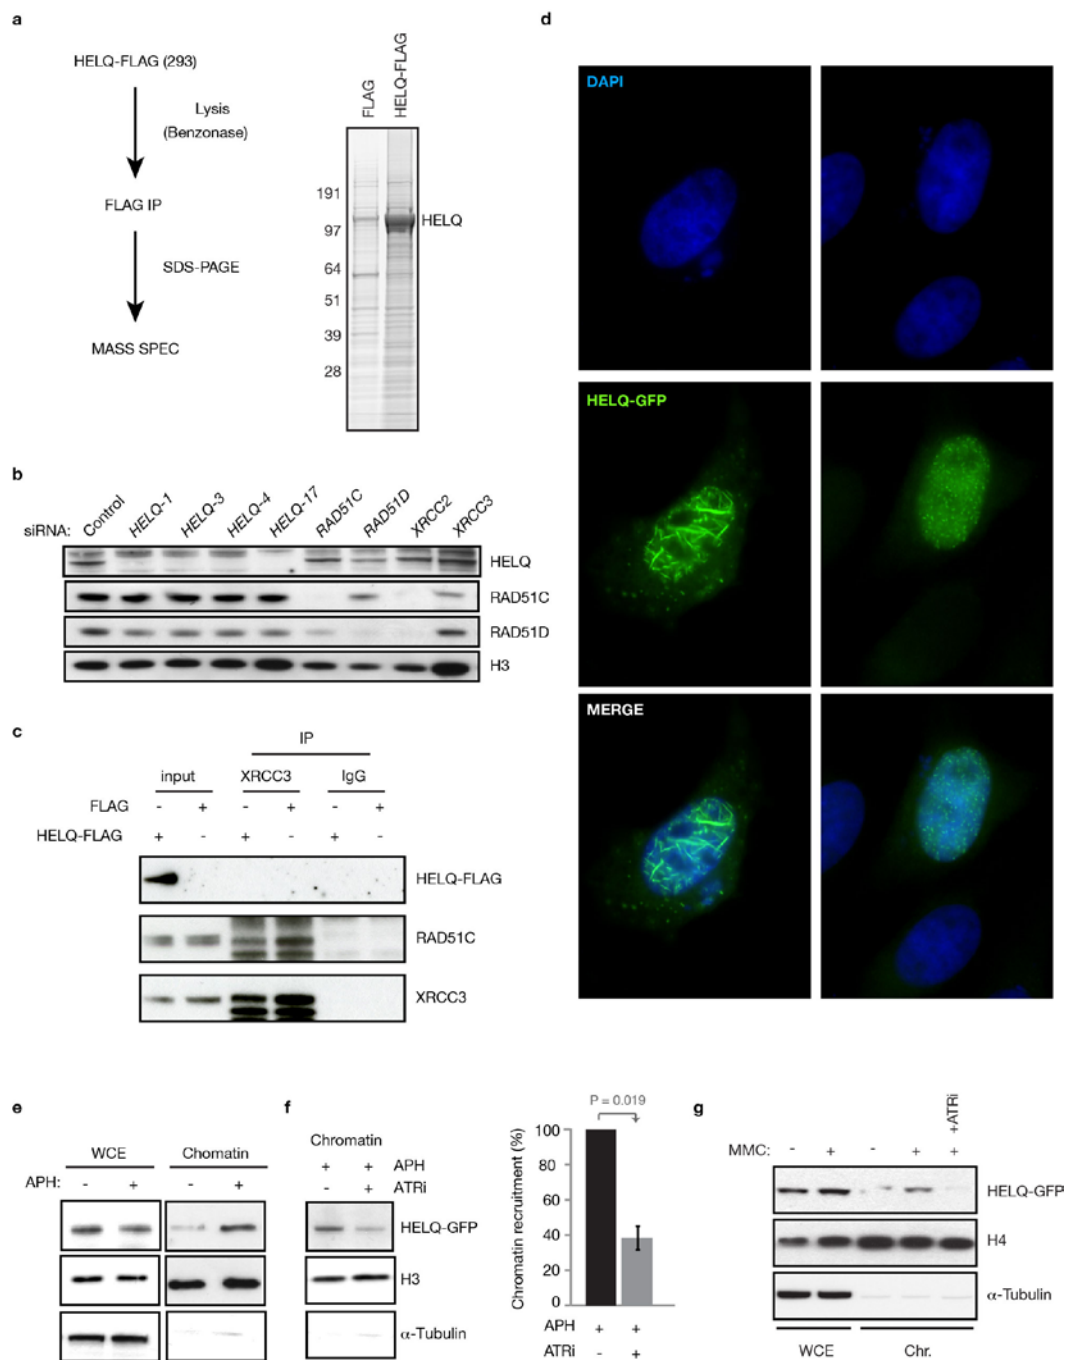 a
HELQ-FLAG (293)
Lysis
(Benzonase)
FLAG IP
SDS-PAGE
MASS SPEC
FLAG
HELQ-FLAG
191
97
64
51
39
28
HELQ
b
siRNA:
Control
HELQ-1
HELQ-3
HELQ-4
HELQ-17
RAD51C
RAD51D
XRCC2
XRCC3
HELQ
RAD51C
RAD51D
H3
c
IP
input XRCC3 IgG
FLAG - + - + - +
HELQ-FLAG + - + - + -
HELQ-FLAG
RAD51C
XRCC3
d
DAPI
HELQ-GFP
MERGE
e
WCE Chomatin
APH: - + - +
f
Chromatin
+ + APH
- + ATRi
HELQ-GFP
H3
α-Tubulin
P = 0.019
Chromatin recruitment (%)
100
80
60
40
20
0
APH + +
ATRi - +
g
+ATRi
MMC: - + - + +
HELQ-GFP
H4
α-Tubulin
WCE Chr.